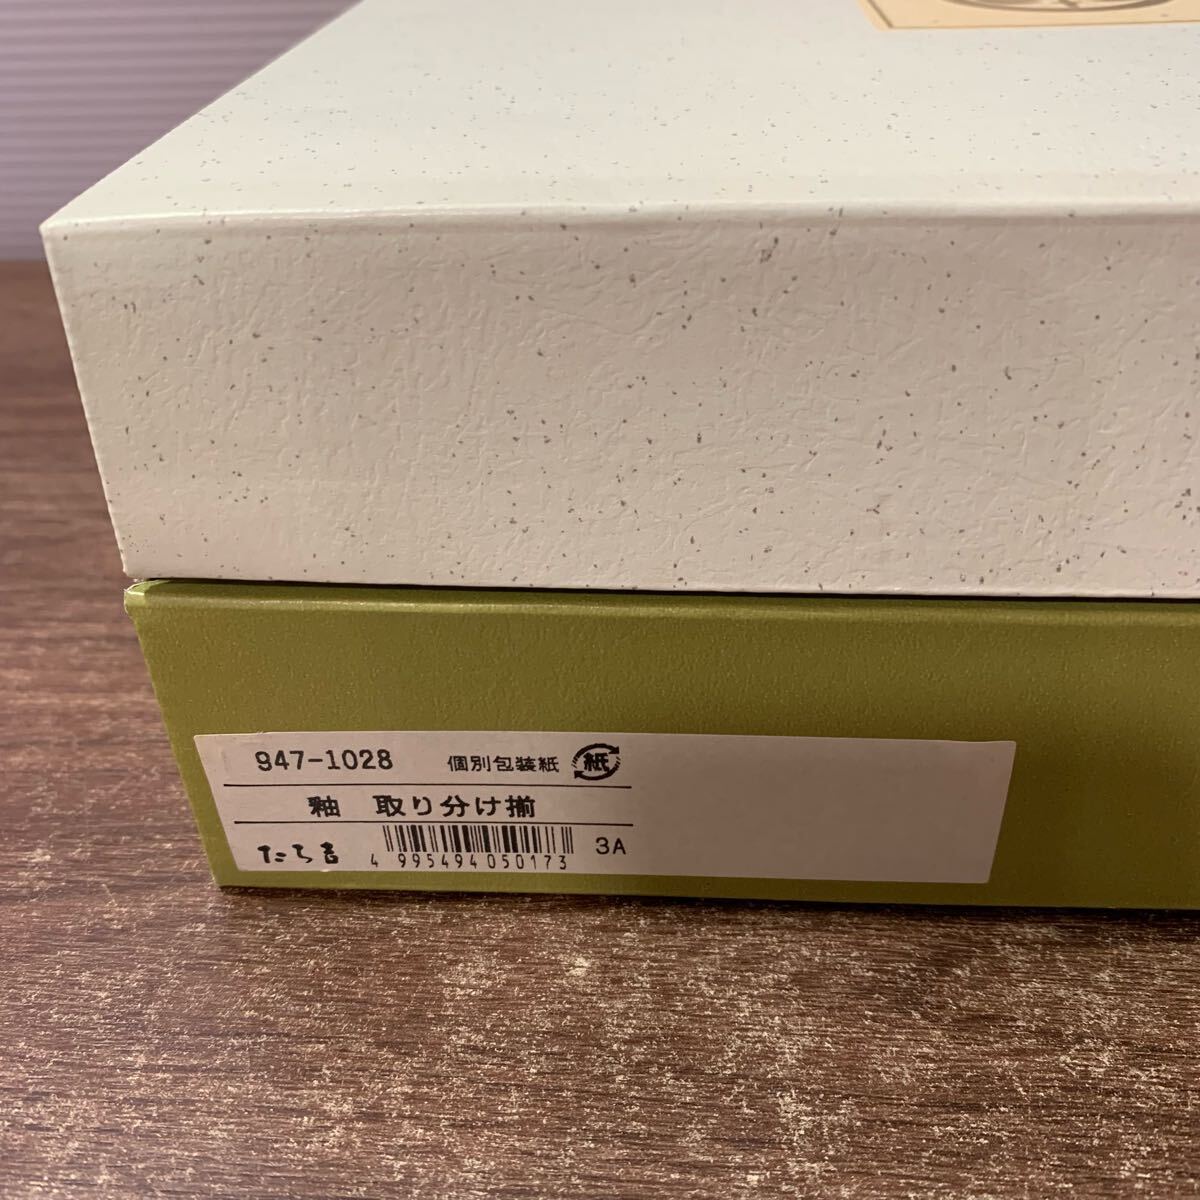 947-1028 個別包装紙 紙
釉 取り分け揃
たち吉 4 995494 050173 3A